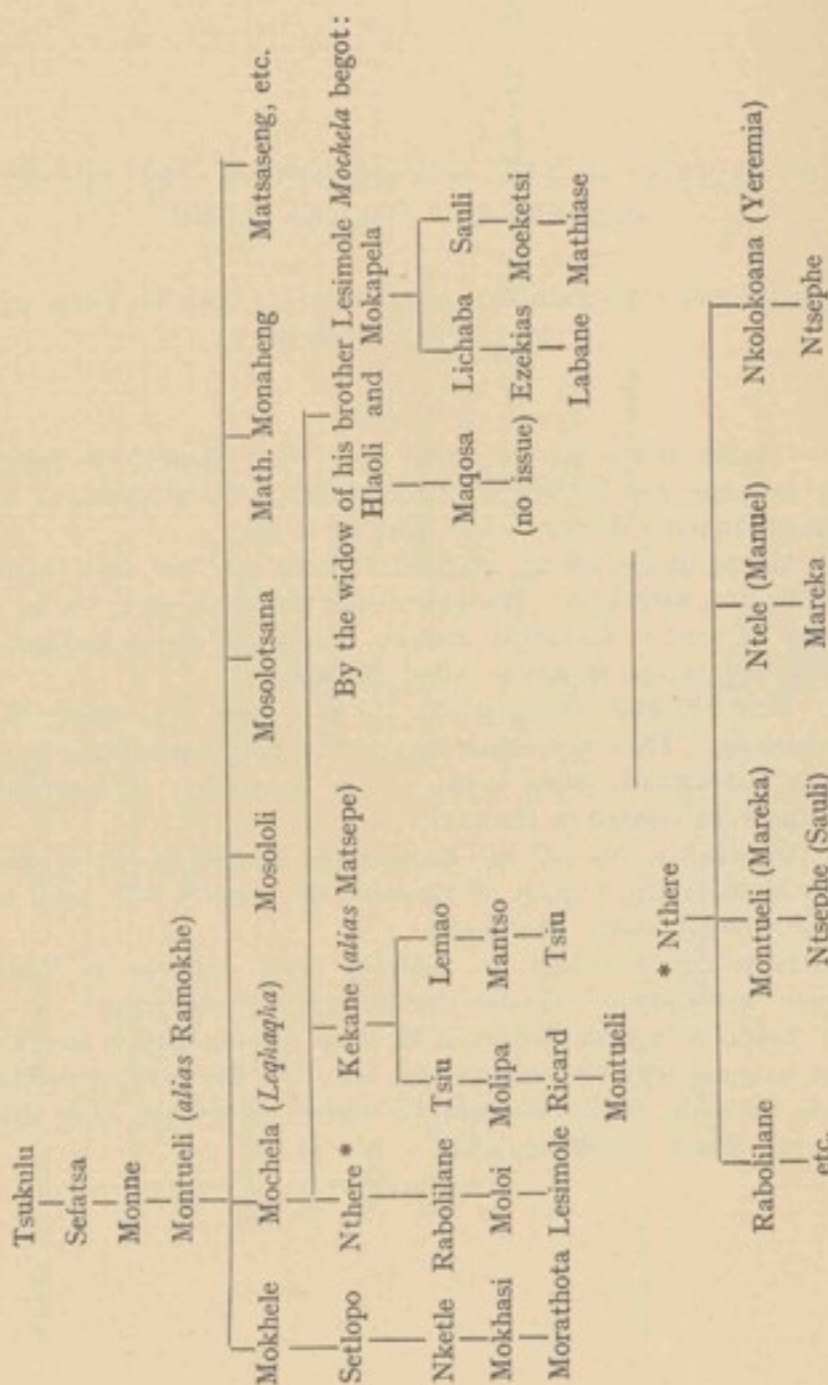 Tsukulu
Sefatsa
Monne
Montueli (alias Ramokhe)
Mokhele Mochela (Leqhaqha) Mosololi Mosolotsana Math. Monaheng Matsaseng, etc.
Setlopo Nthere * Kekane (alias Matsepe) By the widow of his brother Lesimole Mochela begot:
Hlaoli and Mokapela
Nketle Rabolilane Tsiu Lemao Maqosa Lichaba Sauli
Mokhasi Moloi Molipa Mantso (no issue) Ezekias Moeketsi
Morathota Lesimole Ricard Tsiu Labane Mathiase
Montueli
* Nthere
Rabolilane Montueli (Mareka) Ntele (Manuel) Nkolokoana (Yeremia)
etc. Ntsephe (Sauli) Mareka Ntsephe